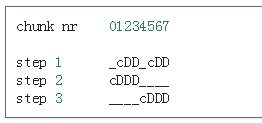 chunk nr    01234567

step 1      _cDD_cDD
step 2      cDDD____
step 3      ____cDDD